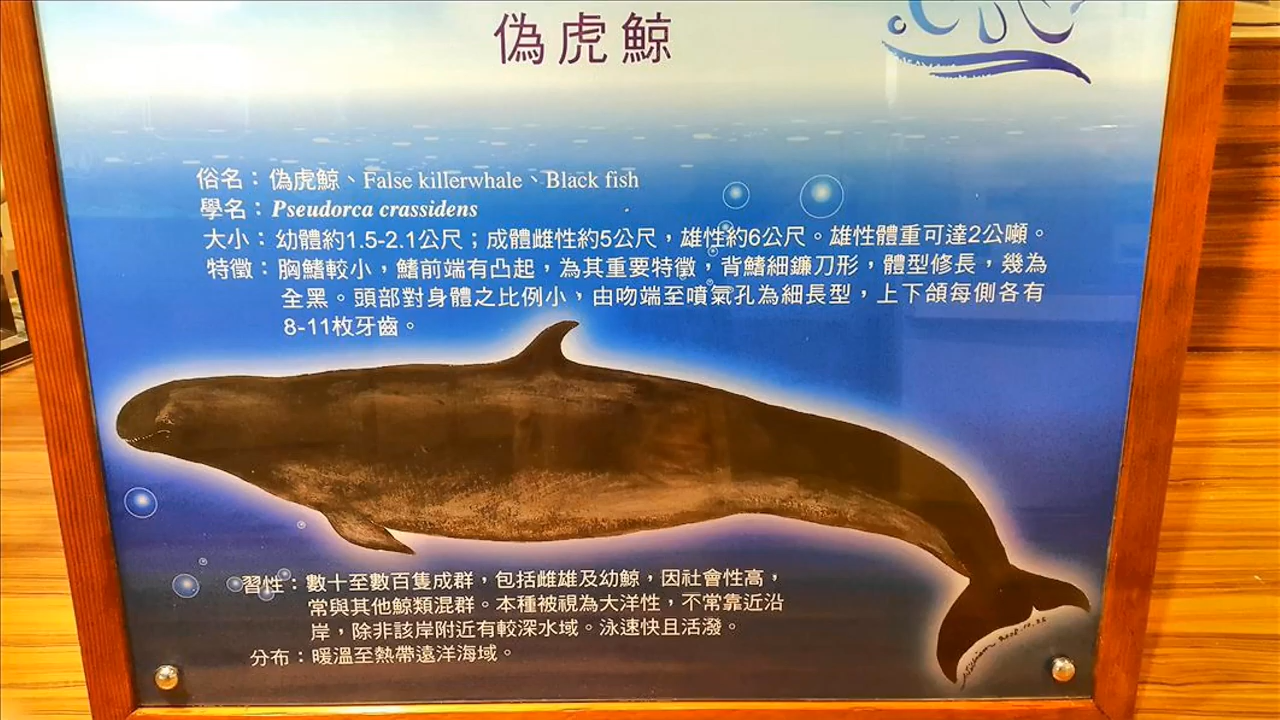 偽虎鯨
俗名：偽虎鯨、False killerwhale、Black fish
學名：Pseudorca crassidens
大小：幼體約1.5-2.1公尺；成體雌性約5公尺，雄性約6公尺。雄性體重可達2公噸。
特徵：胸鰭較小，鰭前端有凸起，為其重要特徵，背鰭細鐮刀形，體型修長，幾為
全黑。頭部對身體之比例小，由吻端至噴氣孔為細長型，上下頜每側各有
8-11枚牙齒。
習性：數十至數百隻成群，包括雌雄及幼鯨，因社會性高，
常與其他鯨類混群。本種被視為大洋性，不常靠近沿
岸，除非該岸附近有較深水域。泳速快且活潑。
分布：暖溫至熱帶遠洋海域。